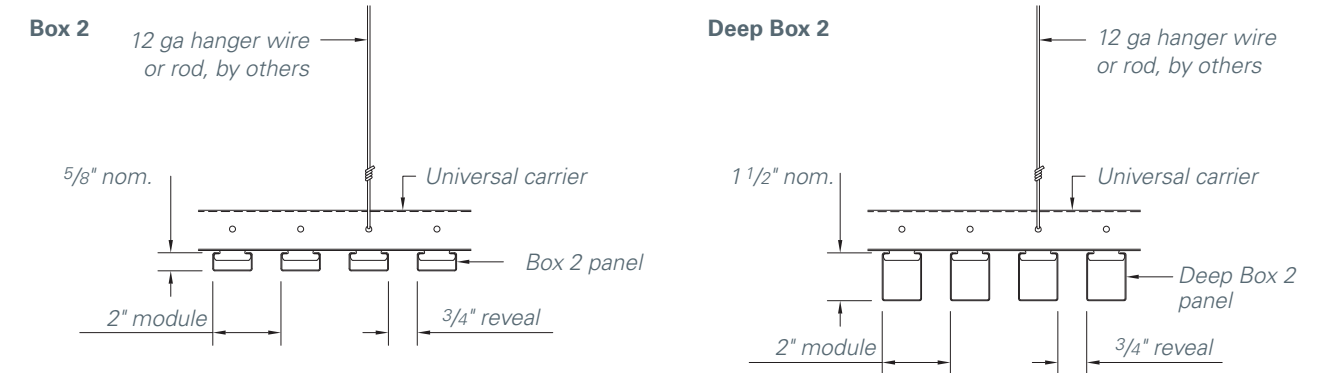 Box 2
12 ga hanger wire
or rod, by others
5/8" nom.
Universal carrier
Box 2 panel
2" module
3/4" reveal
Deep Box 2
12 ga hanger wire
or rod, by others
1 1/2" nom.
Universal carrier
Deep Box 2
panel
2" module
3/4" reveal